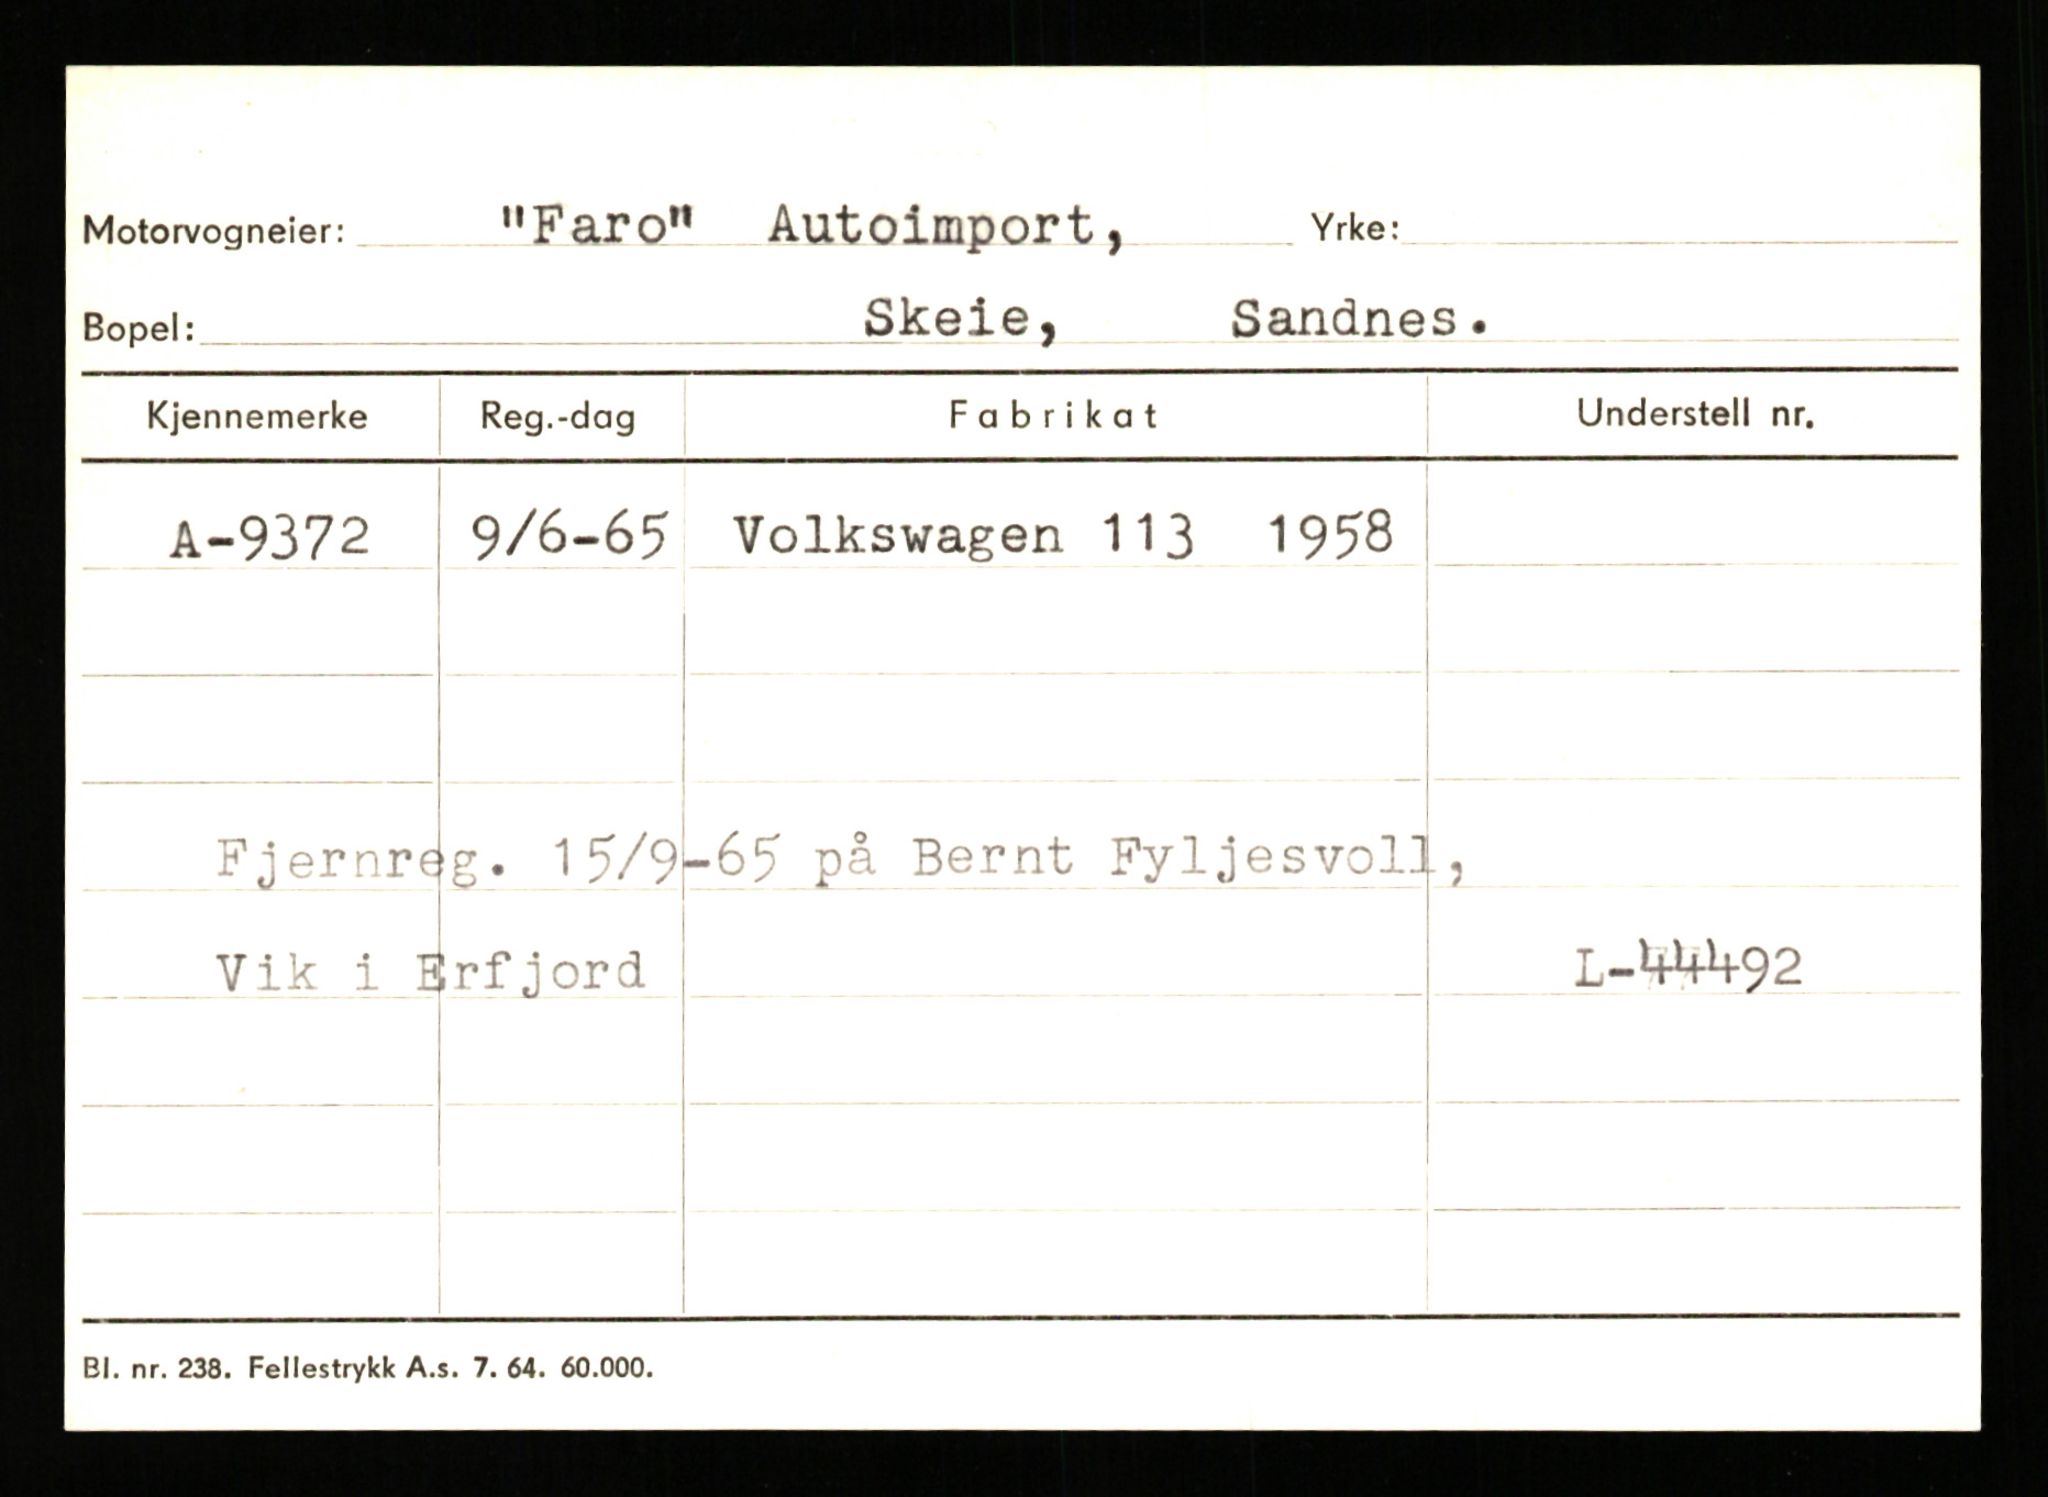 Motorvogneier: "Faro" Autoimport, Yrke:
Bopel: Skeie, Sandnes.
Kjennemerke Reg.-dag Fabrikat Understell nr.
A-9372 9/6-65 Volkswagen 113 1958
Fjernreg. 15/9-65 på Bernt Fyljesvoll,
Vik i Erfjord L-44492
Bl. nr. 238. Fellestrykk A.s. 7. 64. 60.000.